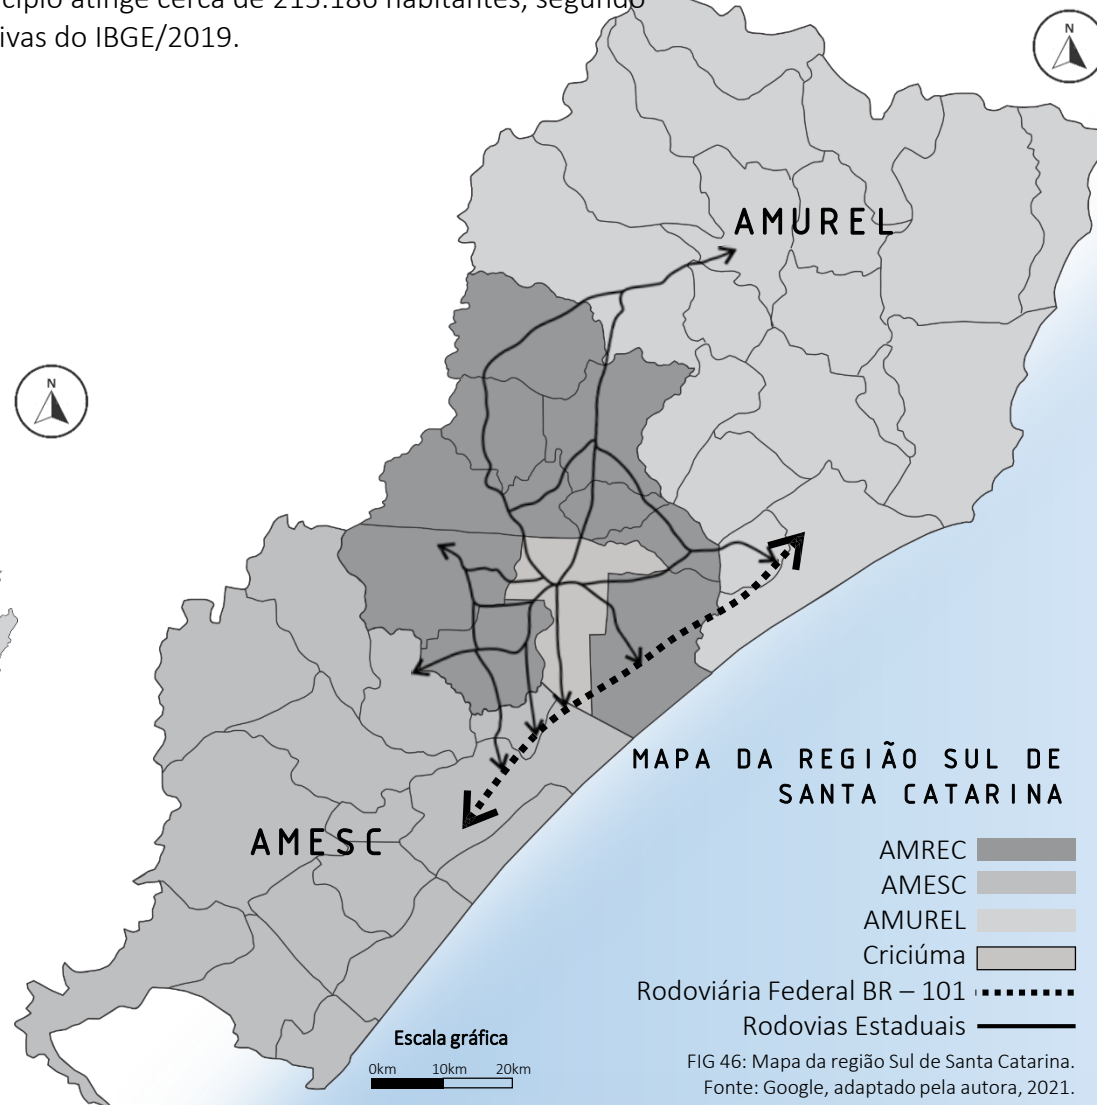 atinge cerca de 215.186 habitantes, segundo
do IBGE/2019.
N
N
AMUREL
AMESC
MAPA DA REGIÃO SUL DE
SANTA CATARINA
AMREC
AMESC
AMUREL
Criciúma
Rodoviária Federal BR – 101
Rodovias Estaduais
Escala gráfica
0km 10km 20km
FIG 46: Mapa da região Sul de Santa Catarina.
Fonte: Google, adaptado pela autora, 2021.